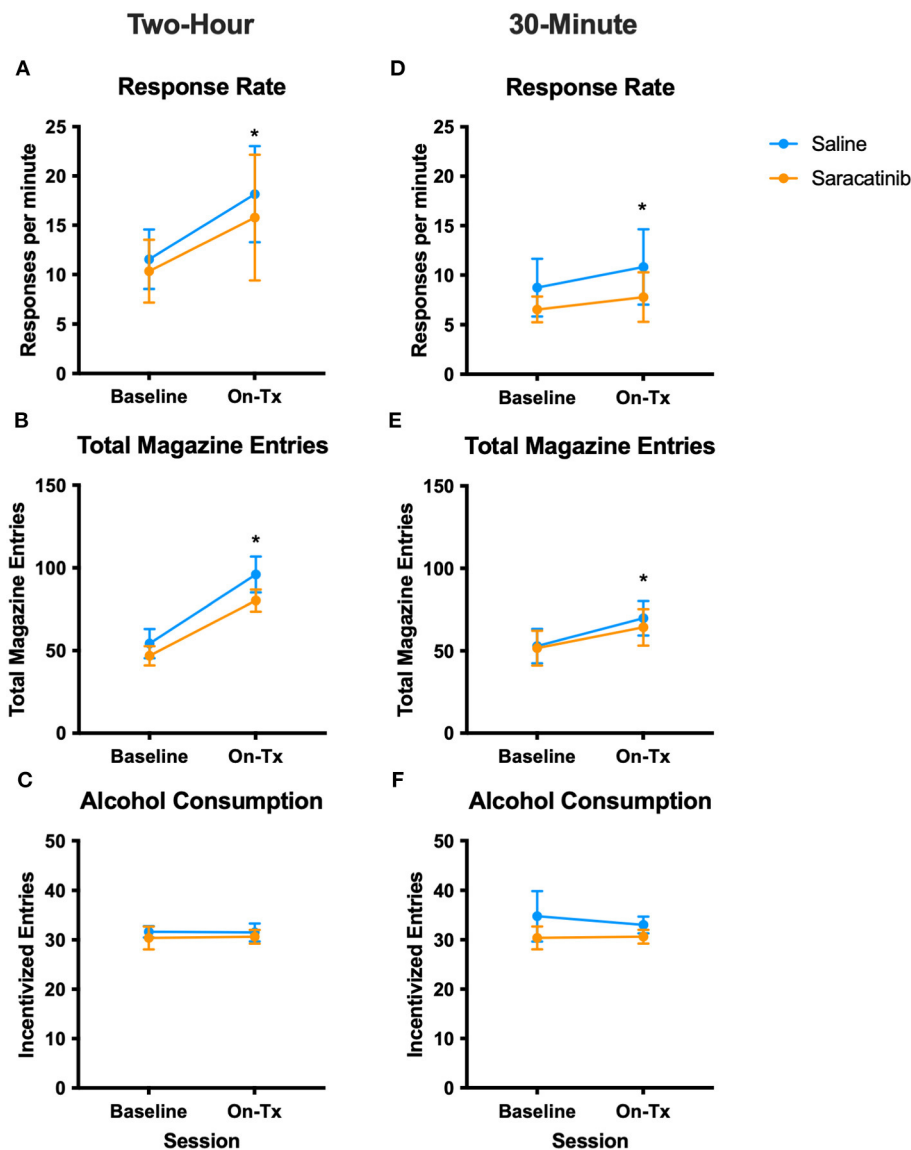 Two-Hour
30-Minute
A
Response Rate
Responses per minute
25
20
15
10
5
0
*
Baseline
On-Tx
D
Response Rate
Responses per minute
25
20
15
10
5
0
*
Baseline
On-Tx
Saline
Saracatinib
B
Total Magazine Entries
Total Magazine Entries
150
100
50
0
*
Baseline
On-Tx
E
Total Magazine Entries
Total Magazine Entries
150
100
50
0
*
Baseline
On-Tx
C
Alcohol Consumption
Incentivized Entries
50
40
30
20
10
0
Baseline
On-Tx
Session
F
Alcohol Consumption
Incentivized Entries
50
40
30
20
10
0
Baseline
On-Tx
Session